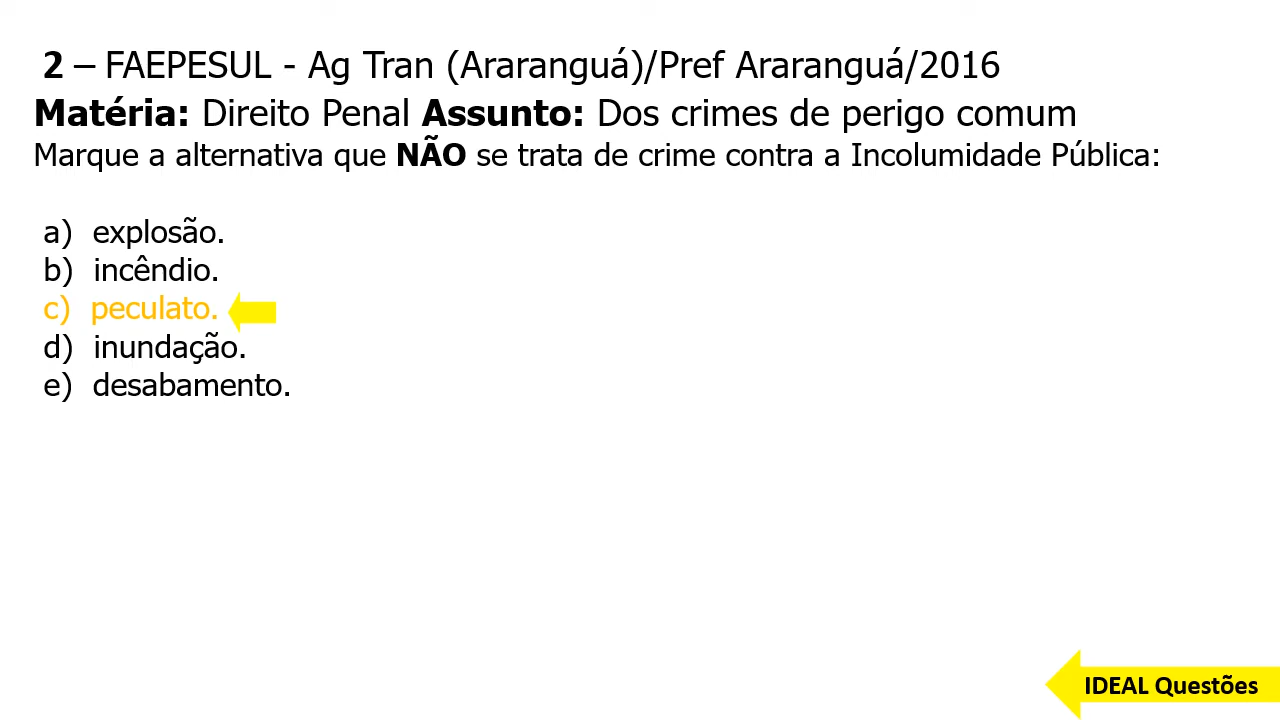 2 – FAEPESUL - Ag Tran (Araranguá)/Pref Araranguá/2016
Matéria: Direito Penal Assunto: Dos crimes de perigo comum
Marque a alternativa que NÃO se trata de crime contra a Incolumidade Pública:
a) explosão.
b) incêndio.
c) peculato.
d) inundação.
e) desabamento.
IDEAL Questões